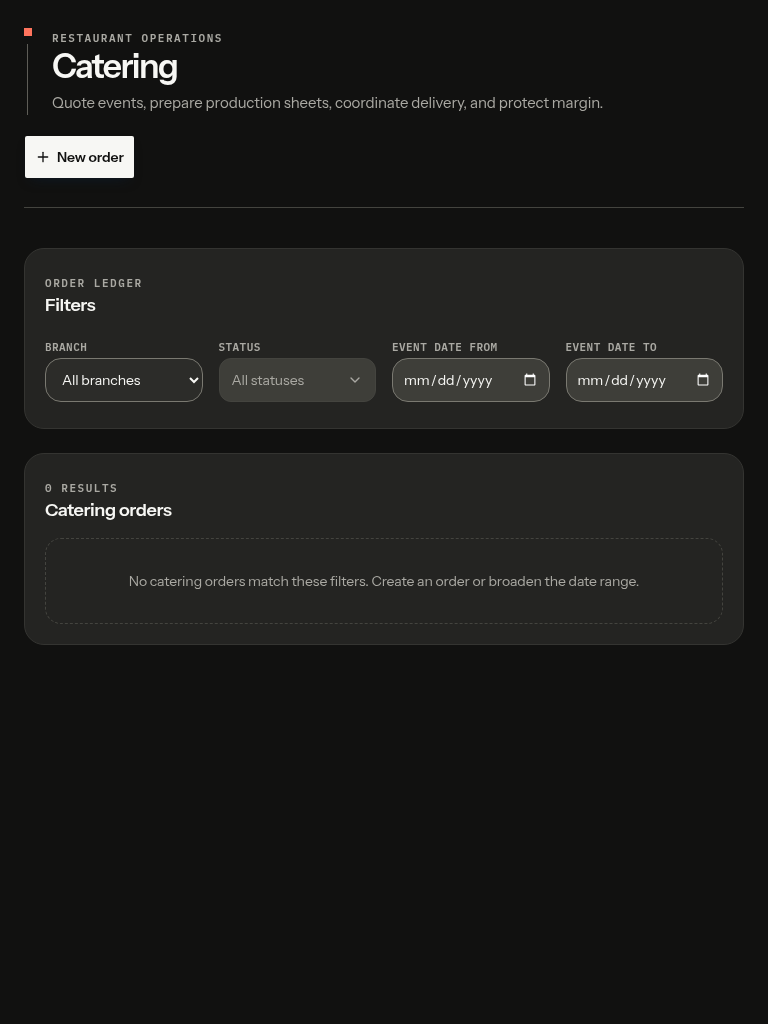 RESTAURANT OPERATIONS
Catering
Quote events, prepare production sheets, coordinate delivery, and protect margin.
New order
ORDER LEDGER
Filters
BRANCH STATUS EVENT DATE FROM EVENT DATE TO
All branches All statuses mm/dd/yyyy mm/dd/yyyy
0 RESULTS
Catering orders
No catering orders match these filters. Create an order or broaden the date range.